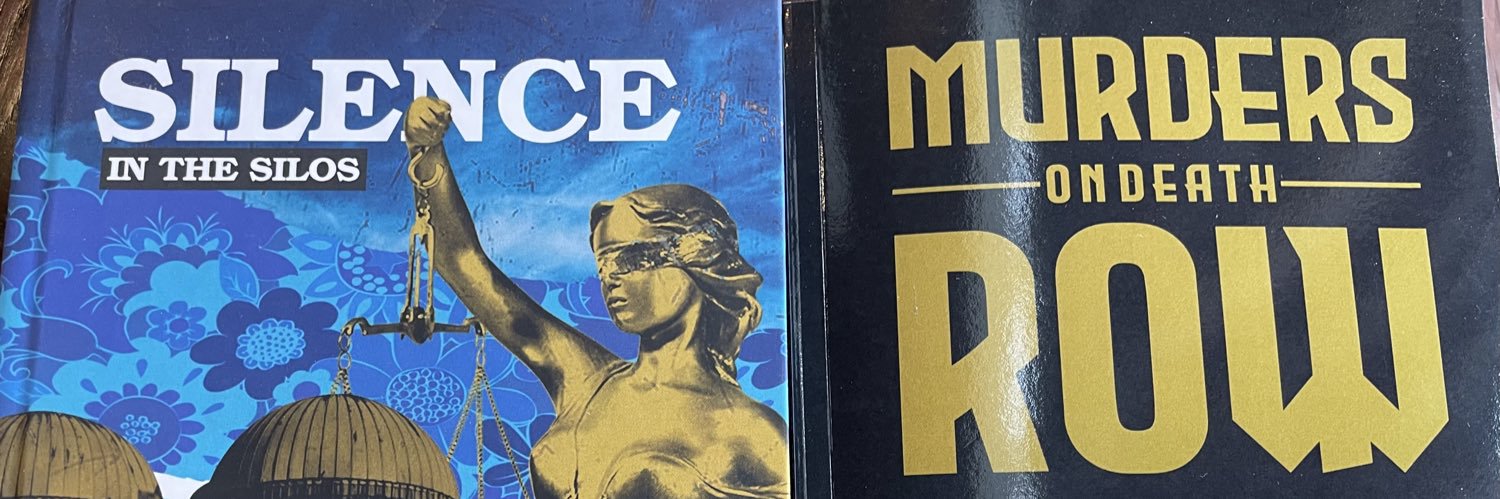 SILENCE
IN THE SILOS
MURDERS
ON DEATH
ROW